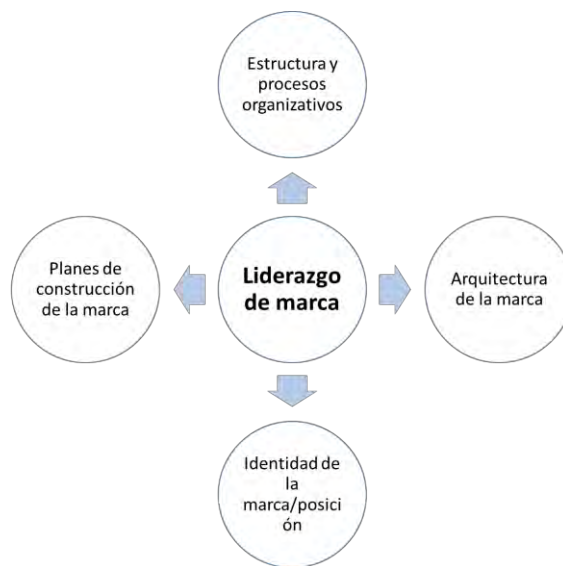 Estructura y
procesos
organizativos
Planes de
construcción
de la marca
Liderazgo
de marca
Arquitectura
de la marca
Identidad de
la
marca/posici
ón